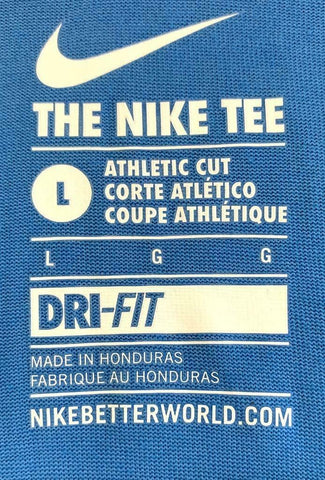 THE NIKE TEE
L
ATHLETIC CUT
CORTE ATLÉTICO
COUPE ATHLÉTIQUE
L G G
DRI-FIT
MADE IN HONDURAS
FABRIQUE AU HONDURAS
NIKEBETTERWORLD.COM